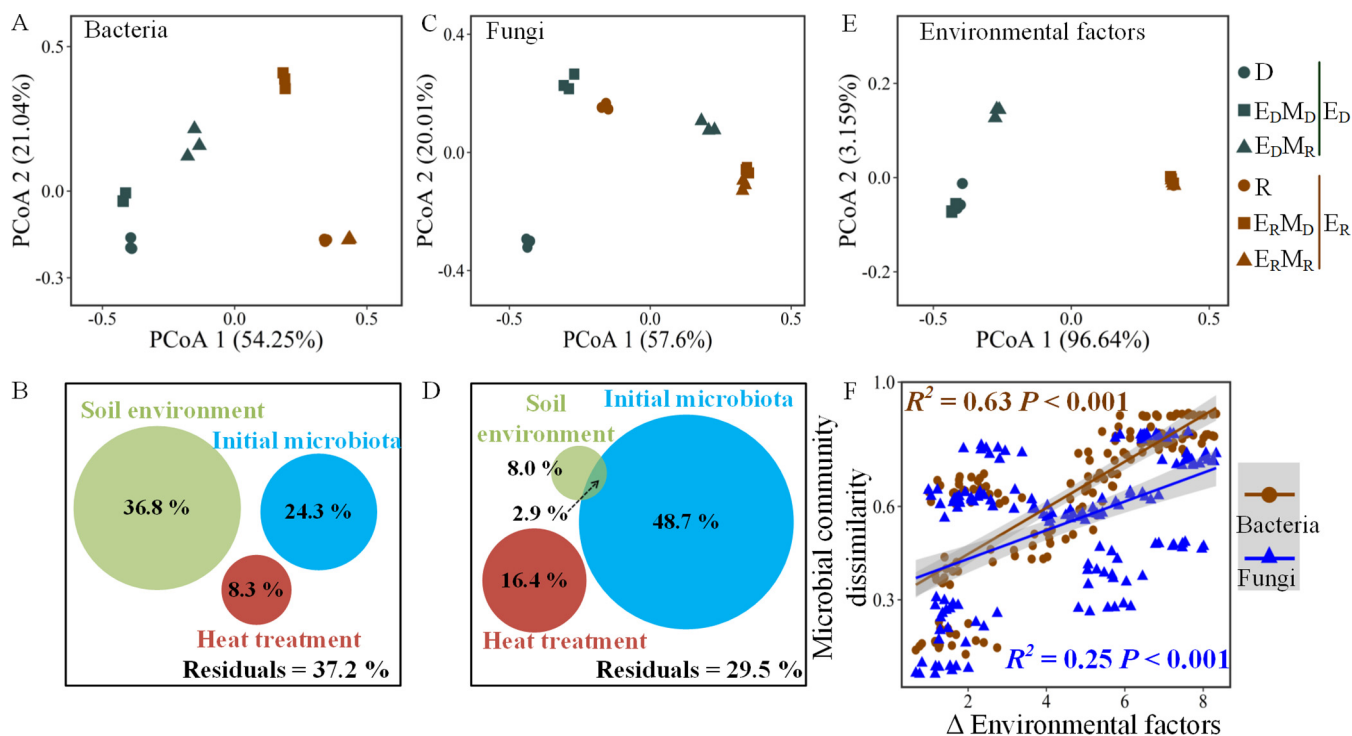 A
Bacteria
0.5
0.0
-0.3
PCoA 2 (21.04%)
-0.5
0.0
0.5
PCoA 1 (54.25%)
C
Fungi
0.4
0.0
-0.4
PCoA 2 (20.01%)
-0.5
0.0
0.5
PCoA 1 (57.6%)
E
Environmental factors
0.2
0.0
-0.2
PCoA 2 (3.159%)
-0.5
0.0
0.5
PCoA 1 (96.64%)
D
EDMD
EDMR
ED
R
ERMD
ERMR
ER
B
Soil environment
Initial microbiota
36.8 %
24.3 %
8.3 %
Heat treatment
Residuals = 37.2 %
D
Soil
environment
Initial microbiota
8.0 %
2.9 %
48.7 %
16.4 %
Heat treatment
Residuals = 29.5 %
F
Microbial community
dissimilarity
1.0
0.6
0.3
R² = 0.63 P < 0.001
R² = 0.25 P < 0.001
2
4
6
8
Δ Environmental factors
Bacteria
Fungi